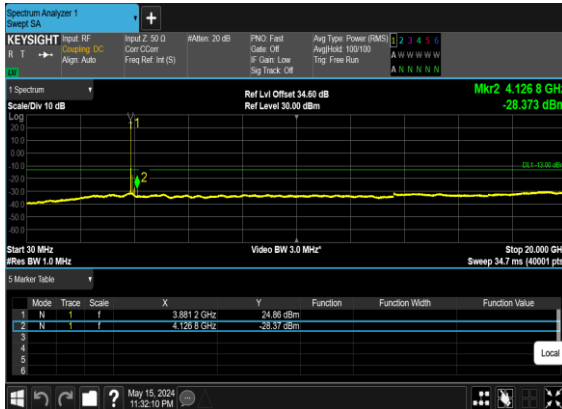 Spectrum Analyzer 1
Swept SA
+
KEYSIGHT Input: RF Input Z: 50 Ω #Atten: 20 dB PNO: Fast Avg Type: Power (RMS) 1 2 3 4 5 6
R T Coupling: DC Corr CCorr Gate: Off Avg|Hold: 100/100 A W W W W W
Align: Auto Freq Ref: Int (S) IF Gain: Low Trig: Free Run
LXI Sig Track: Off A N N N N N
1 Spectrum Ref Lvl Offset 34.60 dB Mkr2 4.126 8 GHz
Scale/Div 10 dB Ref Level 30.00 dBm -28.373 dBm
Log
20.0
10.0
0.00
-10.0
-20.0
-30.0
-40.0
-50.0
-60.0
1
2
DL1 -13.00 dBm
Start 30 MHz Video BW 3.0 MHz* Stop 20.000 GHz
#Res BW 1.0 MHz Sweep 34.7 ms (40001 pts)
5 Marker Table
Mode Trace Scale X Y Function Function Width Function Value
1 N 1 f 3.881 2 GHz 24.86 dBm
2 N 1 f 4.126 8 GHz -28.37 dBm
3
4
5
6
Local
? May 15, 2024
11:32:10 PM